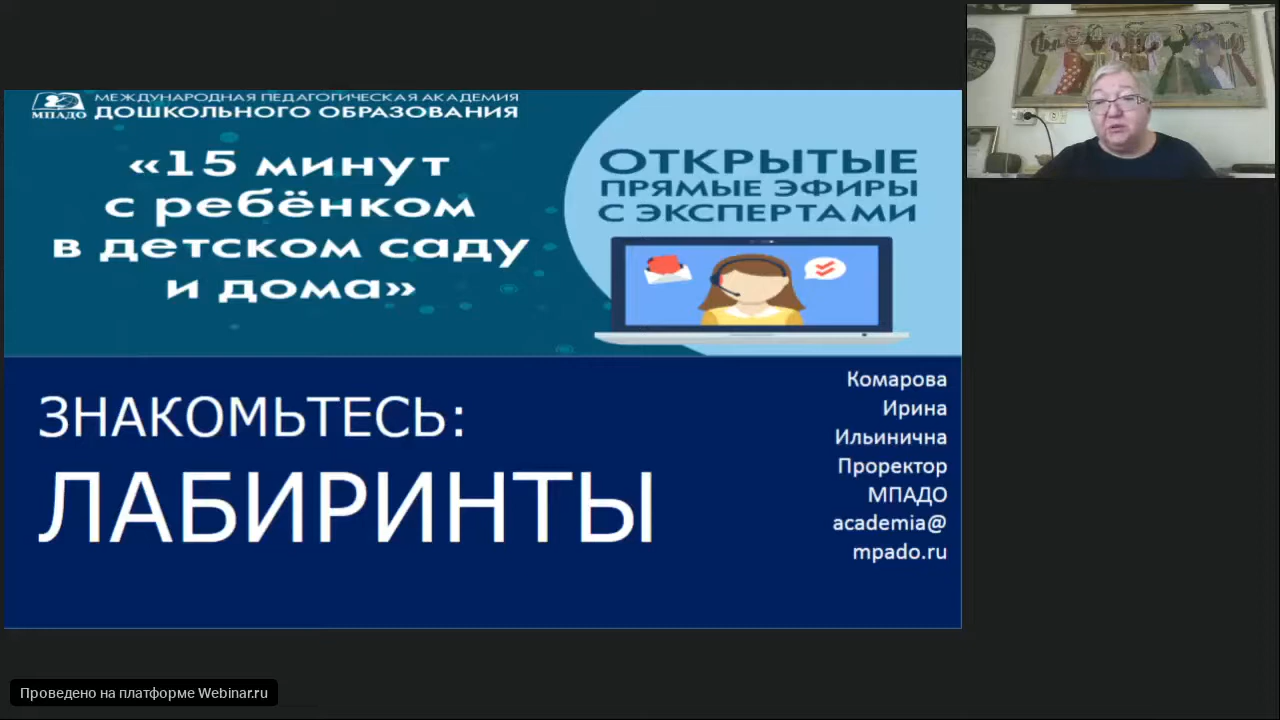 МЕЖДУНАРОДНАЯ ПЕДАГОГИЧЕСКАЯ АКАДЕМИЯ
МПАДО ДОШКОЛЬНОГО ОБРАЗОВАНИЯ
«15 минут
с ребёнком
в детском саду
и дома»
ОТКРЫТЫЕ
ПРЯМЫЕ ЭФИРЫ
С ЭКСПЕРТАМИ
ЗНАКОМЬТЕСЬ:
ЛАБИРИНТЫ
Комарова
Ирина
Ильинична
Проректор
МПАДО
academia@
mpado.ru
Проведено на платформе Webinar.ru